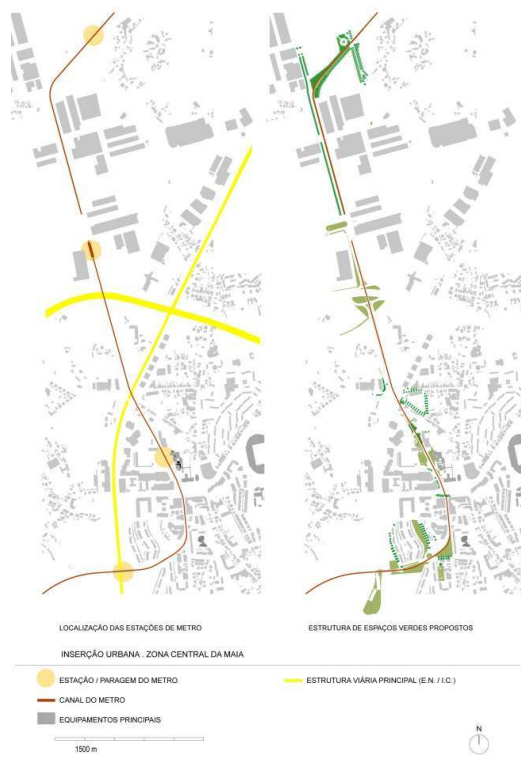 LOCALIZAÇÃO DAS ESTAÇÕES DE METRO
ESTRUTURA DE ESPAÇOS VERDES PROPOSTOS
INSERÇÃO URBANA . ZONA CENTRAL DA MAIA
ESTAÇÃO / PARAGEM DO METRO
ESTRUTURA VIÁRIA PRINCIPAL (E.N. / I.C.)
CANAL DO METRO
EQUIPAMENTOS PRINCIPAIS
1500 m
N